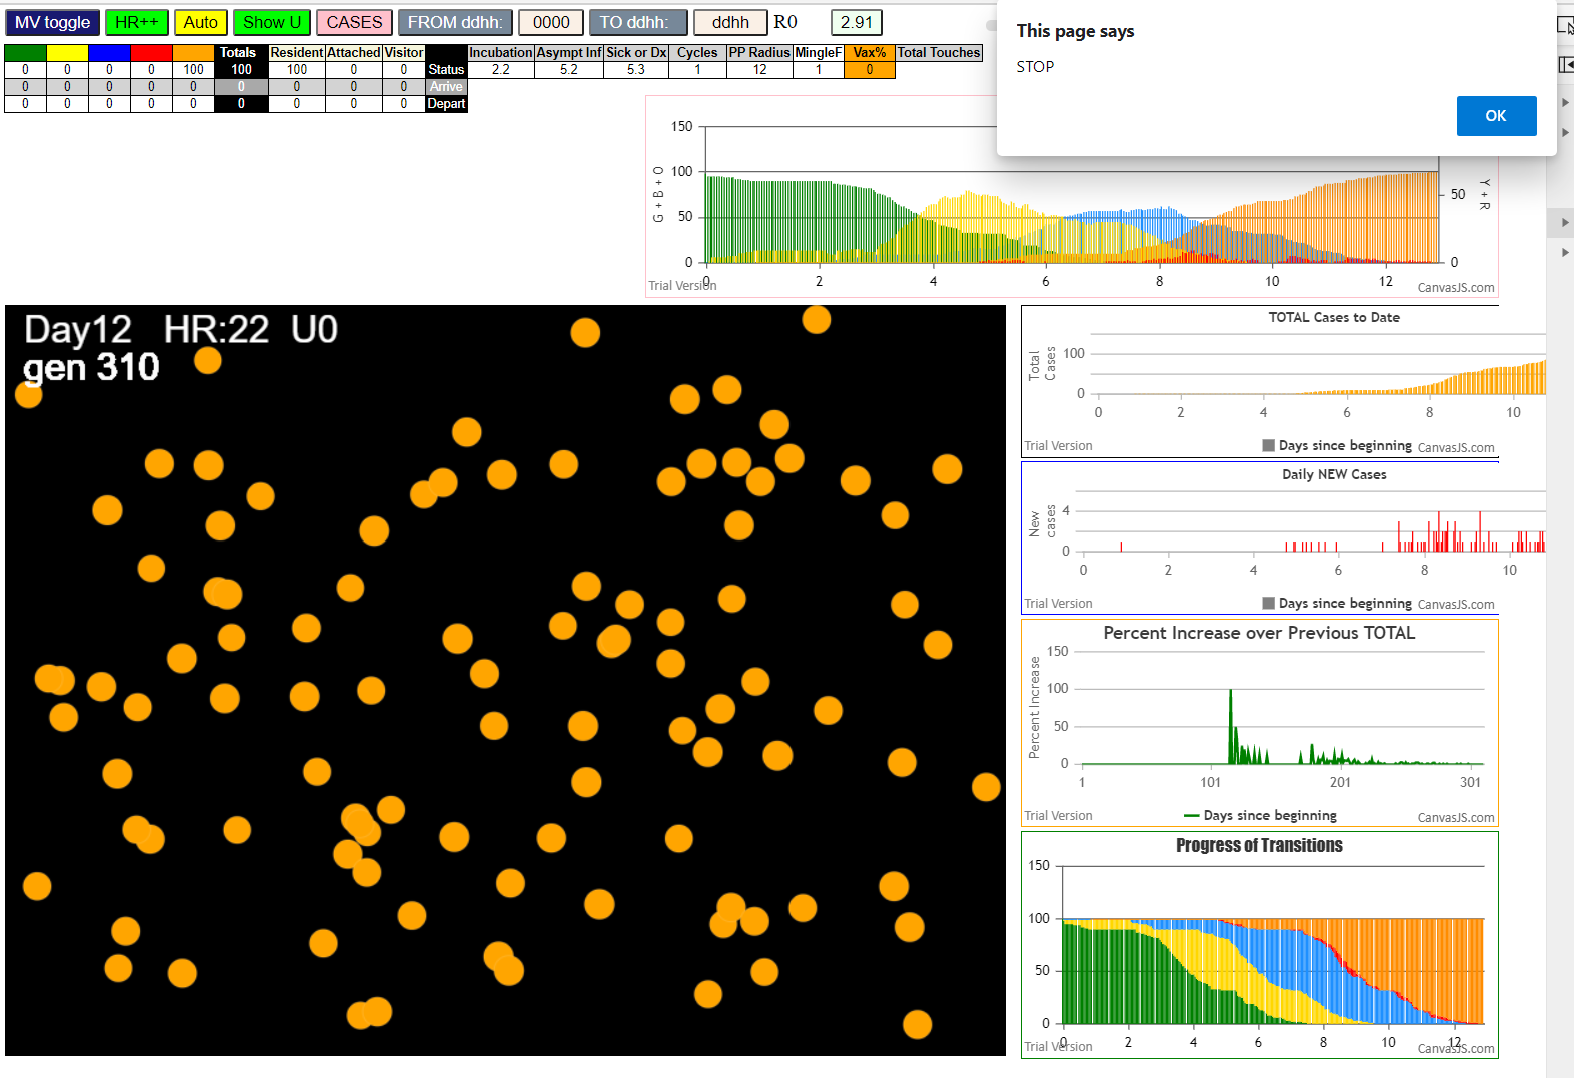 MV toggle HR++ Auto Show U CASES FROM ddhh: 0000 TO ddhh: ddhh R0 2.91
This page says
STOP
OK
Totals Resident Attached Visitor Incubation Asympt Inf Sick or Dx Cycles PP Radius MingleF Vax% Total Touches
0 0 0 0 100 100 100 0 0 Status 2.2 5.2 5.3 1 12 1 0
0 0 0 0 0 0 0 0 0 Arrive
0 0 0 0 0 0 0 0 0 Depart
150
100
50
0
G + B + O
50
0
Y + R
0 2 4 6 8 10 12
Trial Version
CanvasJS.com
Day12 HR:22 U0
gen 310
TOTAL Cases to Date
Total
Cases
100
0
0 2 4 6 8 10
Days since beginning
Trial Version
CanvasJS.com
Daily NEW Cases
New
cases
4
2
0
0 2 4 6 8 10
Days since beginning
Trial Version
CanvasJS.com
Percent Increase over Previous TOTAL
Percent Increase
150
100
50
0
1 101 201 301
Days since beginning
Trial Version
CanvasJS.com
Progress of Transitions
150
100
50
0
0 2 4 6 8 10 12
Trial Version
CanvasJS.com